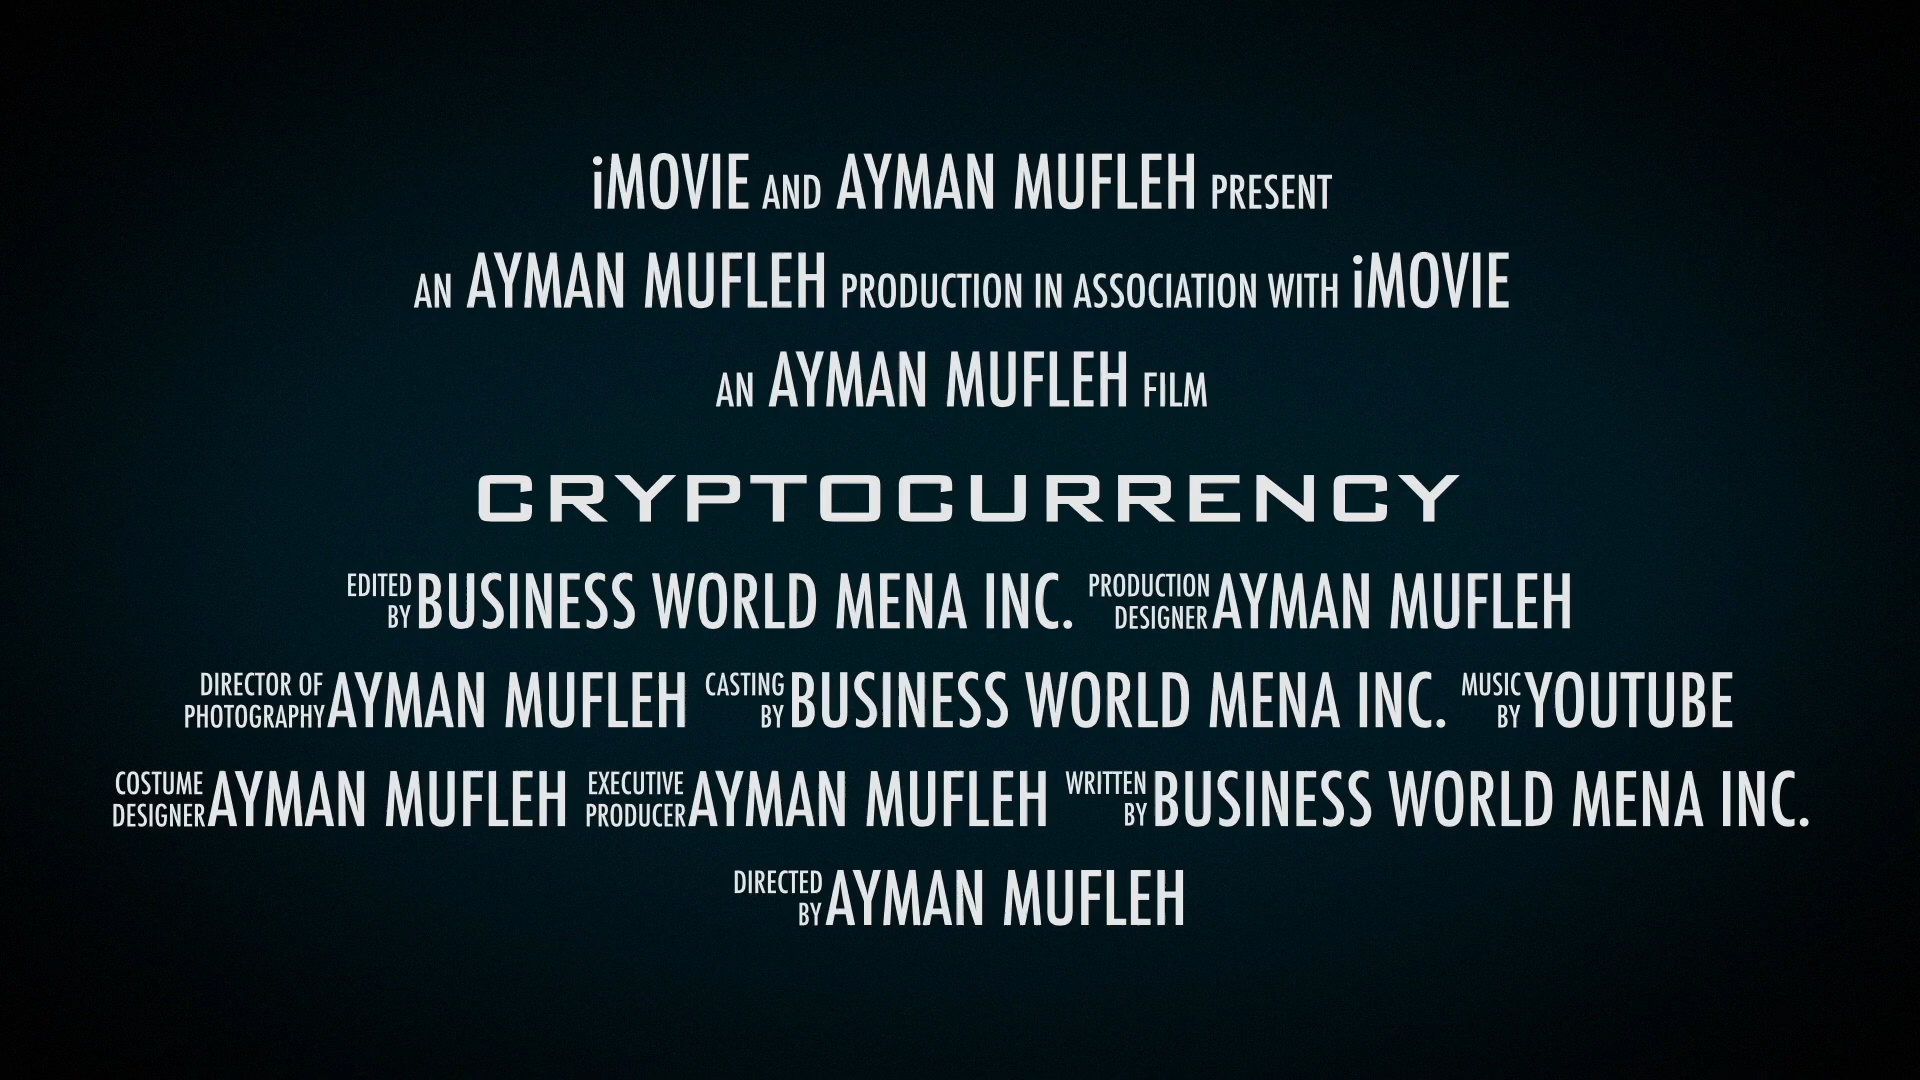 iMOVIE AND AYMAN MUFLEH PRESENT
AN AYMAN MUFLEH PRODUCTION IN ASSOCIATION WITH iMOVIE
AN AYMAN MUFLEH FILM
CRYPTOCURRENCY
EDITED BY BUSINESS WORLD MENA INC. PRODUCTION DESIGNER AYMAN MUFLEH
DIRECTOR OF PHOTOGRAPHY AYMAN MUFLEH CASTING BY BUSINESS WORLD MENA INC. MUSIC BY YOUTUBE
COSTUME DESIGNER AYMAN MUFLEH EXECUTIVE PRODUCER AYMAN MUFLEH WRITTEN BY BUSINESS WORLD MENA INC.
DIRECTED BY AYMAN MUFLEH